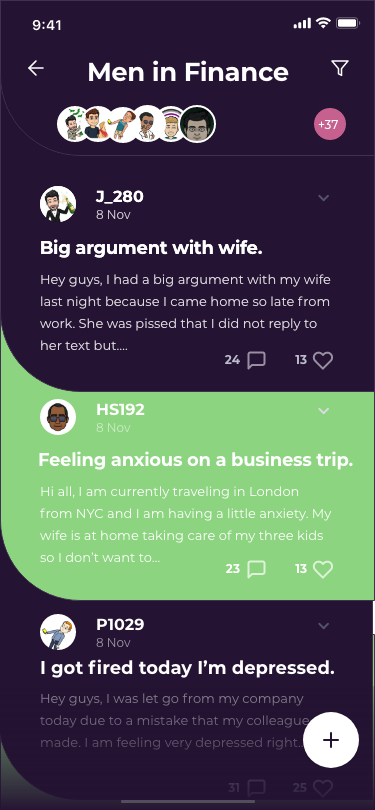 9:41
Men in Finance
+37
J_280
8 Nov
Big argument with wife.
Hey guys, I had a big argument with my wife
last night because I came home so late from
work. She was pissed that I did not reply to
her text but....
24
13
HS192
8 Nov
Feeling anxious on a business trip.
Hi all, I am currently traveling in London
from NYC and I am having a little anxiety. My
wife is at home taking care of my three kids
so I don't want to...
23
13
P1029
8 Nov
I got fired today I'm depressed.
Hey guys, I was let go from my company
today due to a mistake that my colleague
made. I am feeling very depressed right...
31
25